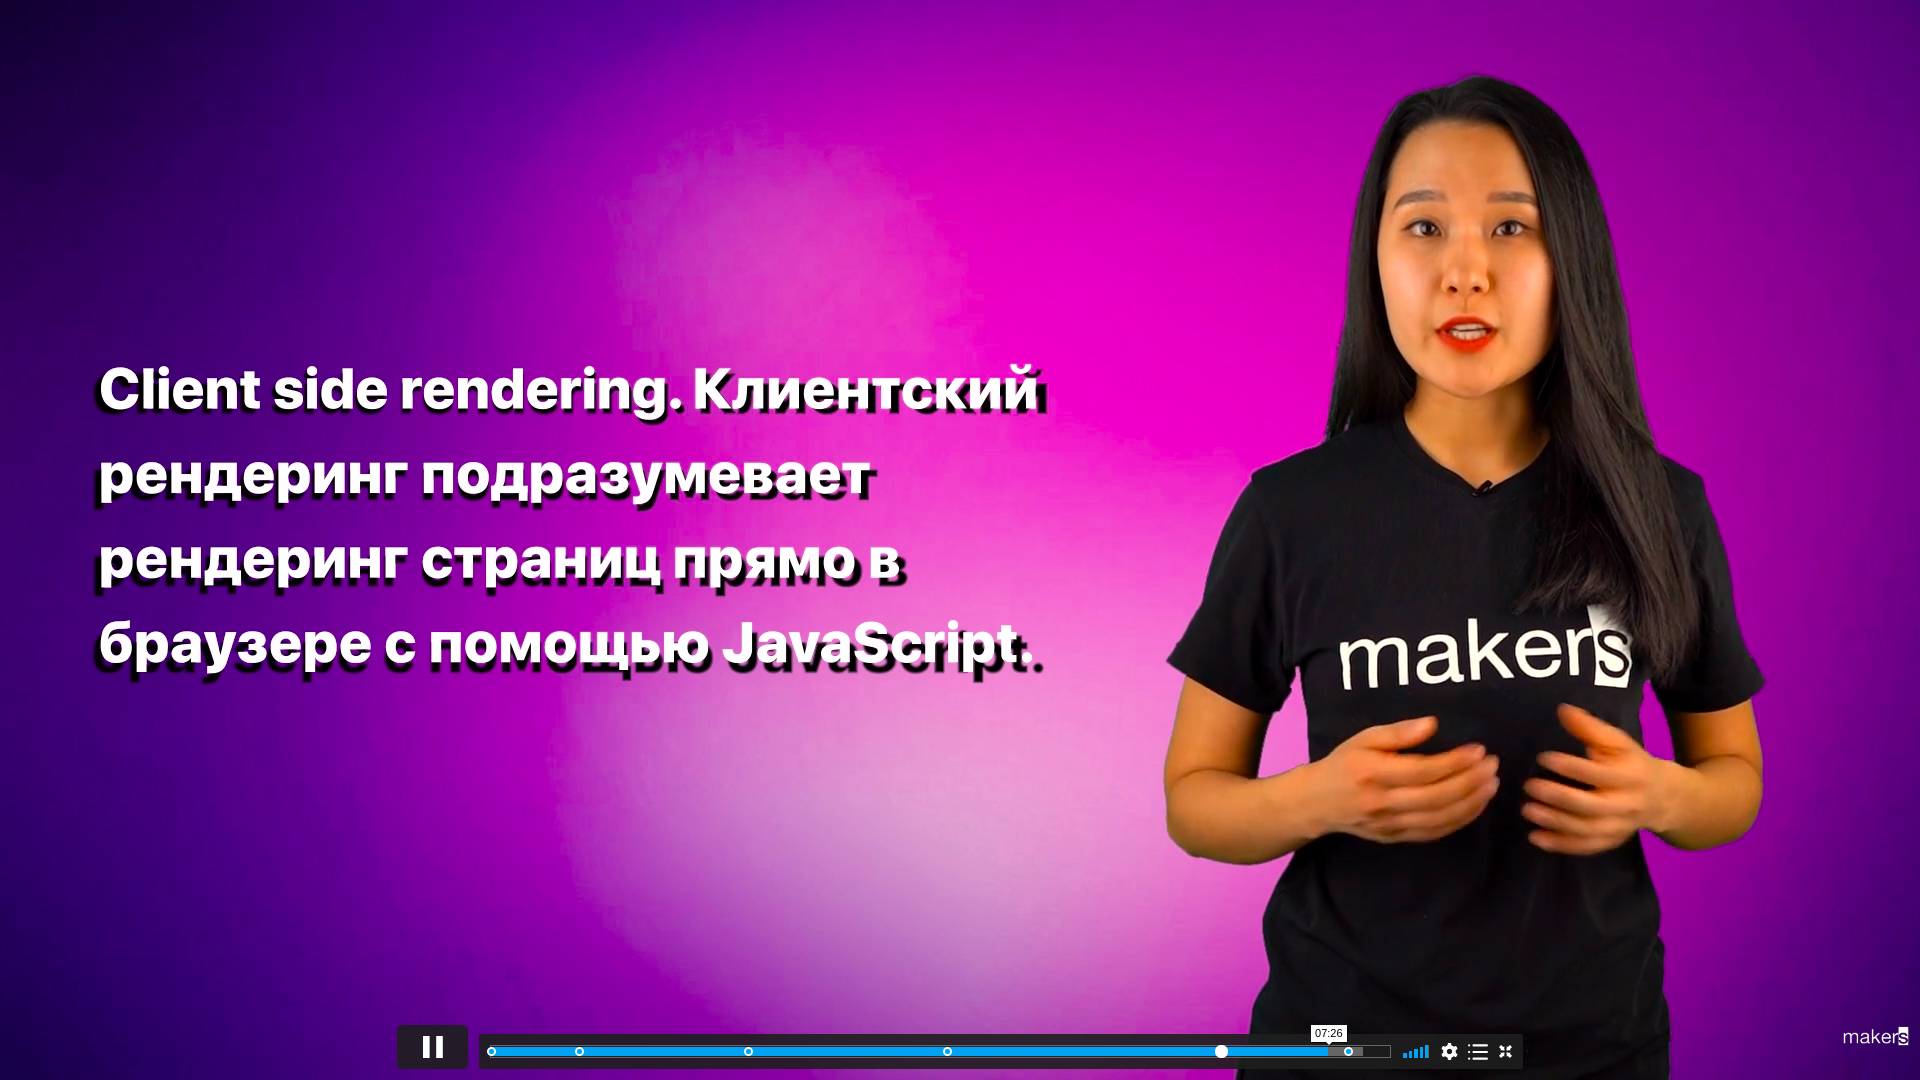 Client side rendering. Клиентский
рендеринг подразумевает
рендеринг страниц прямо в
браузере с помощью JavaScript.
makers
07:26
makers